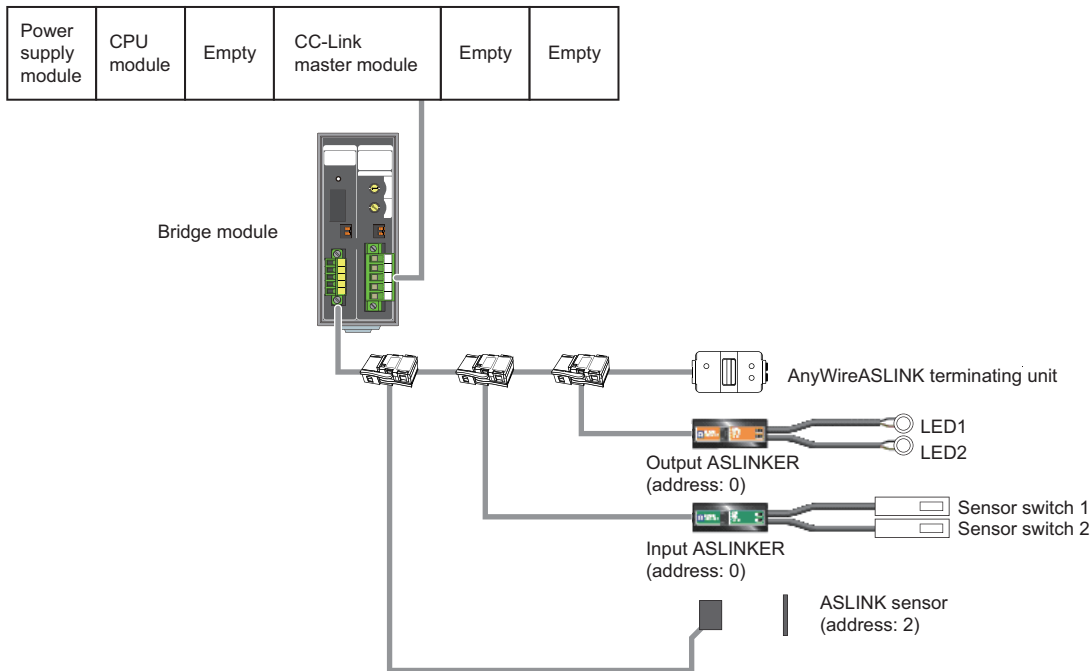 Power
supply
module
CPU
module
Empty
CC-Link
master module
Empty
Empty
Bridge module
AnyWireASLINK terminating unit
LED1
LED2
Output ASLINKER
(address: 0)
Sensor switch 1
Sensor switch 2
Input ASLINKER
(address: 0)
ASLINK sensor
(address: 2)